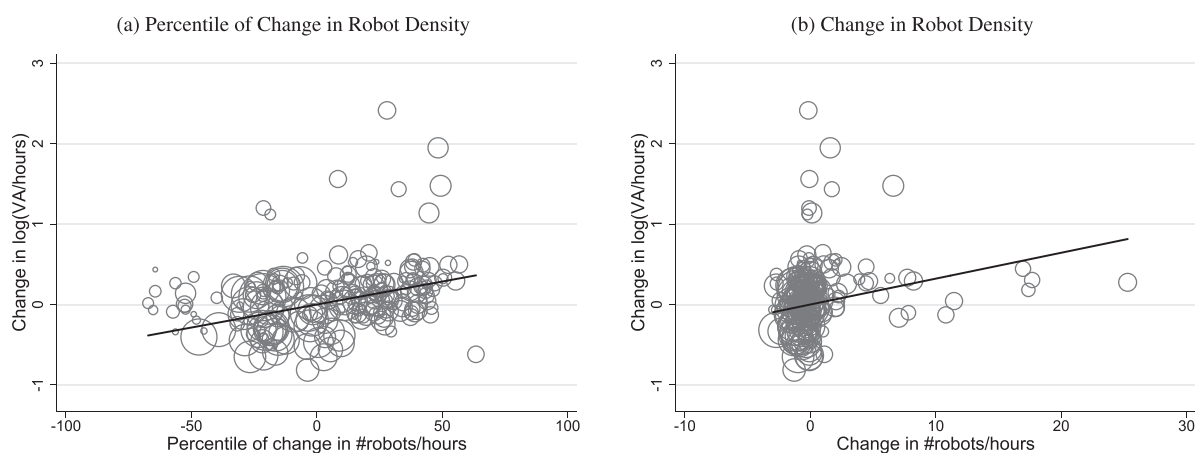 (a) Percentile of Change in Robot Density
3
2
1
0
-1
Change in log(VA/hours)
-100 -50 0 50 100
Percentile of change in #robots/hours
(b) Change in Robot Density
3
2
1
0
-1
Change in log(VA/hours)
-10 0 10 20 30
Change in #robots/hours